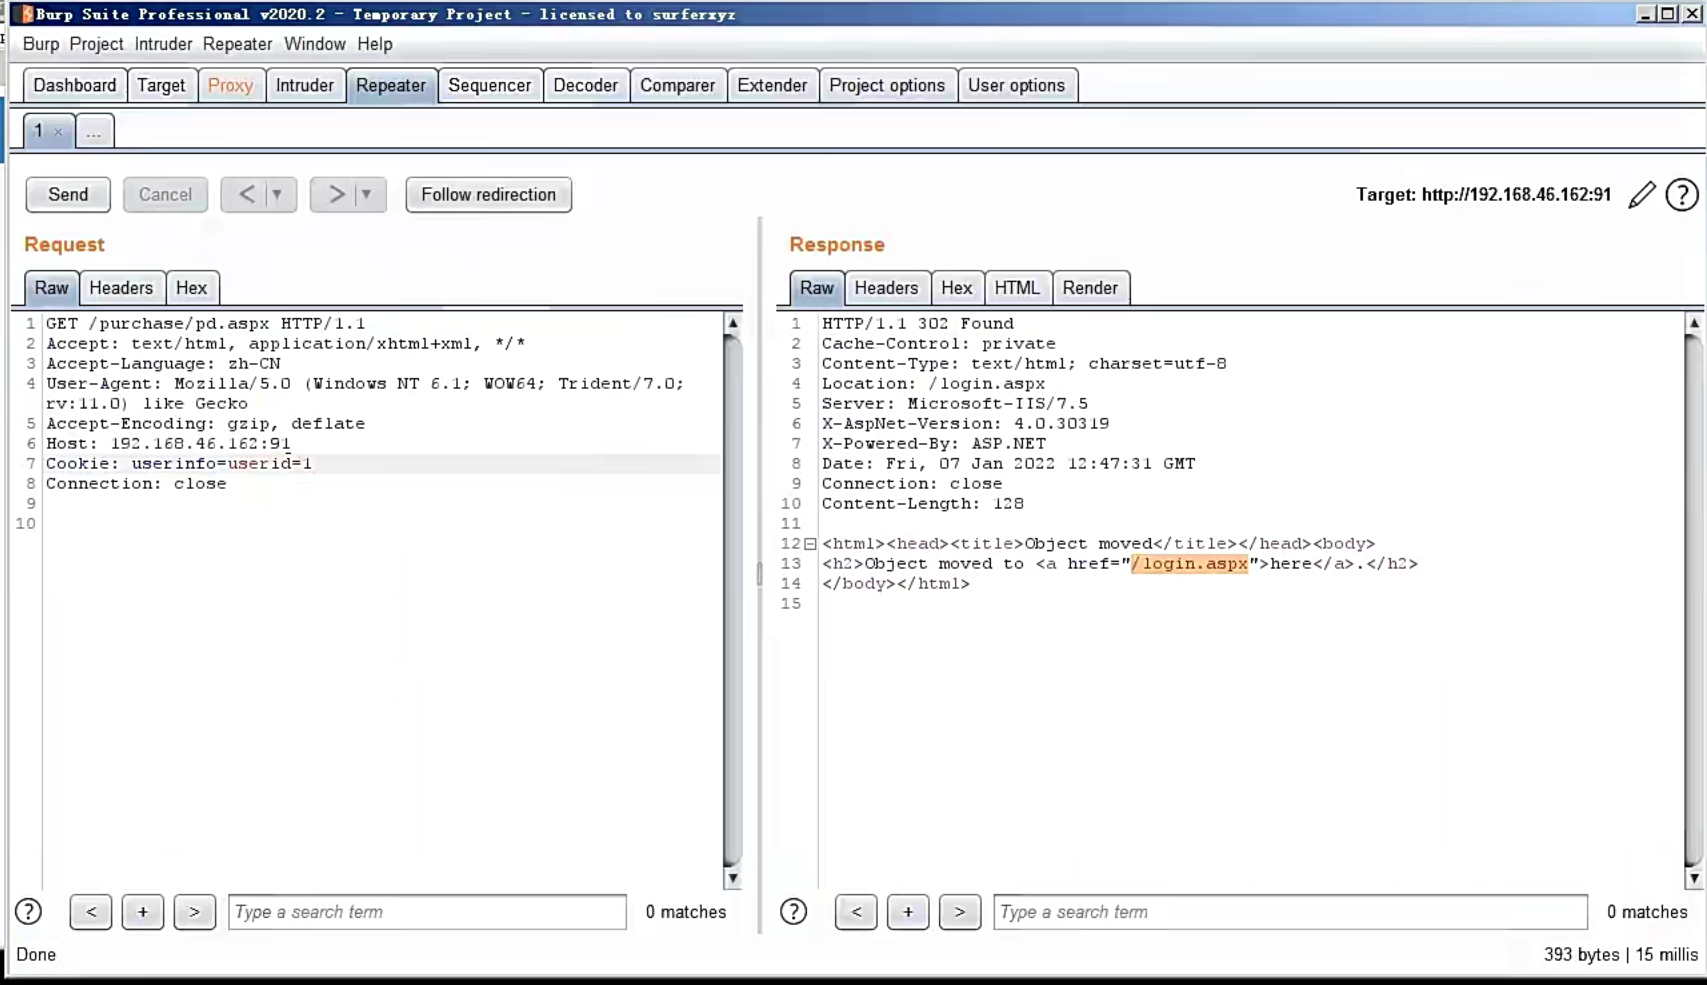 Burp Suite Professional v2020.2 - Temporary Project - licensed to surferxyz
Burp Project Intruder Repeater Window Help
Dashboard Target Proxy Intruder Repeater Sequencer Decoder Comparer Extender Project options User options
1 × ...
Send Cancel < > Follow redirection Target: http://192.168.46.162:91 ?
Request
Raw Headers Hex
1 GET /purchase/pd.aspx HTTP/1.1
2 Accept: text/html, application/xhtml+xml, */*
3 Accept-Language: zh-CN
4 User-Agent: Mozilla/5.0 (Windows NT 6.1; WOW64; Trident/7.0;
rv:11.0) like Gecko
5 Accept-Encoding: gzip, deflate
6 Host: 192.168.46.162:91
7 Cookie: userinfo=userid=1
8 Connection: close
9
10
? < + > Type a search term 0 matches
Response
Raw Headers Hex HTML Render
1 HTTP/1.1 302 Found
2 Cache-Control: private
3 Content-Type: text/html; charset=utf-8
4 Location: /login.aspx
5 Server: Microsoft-IIS/7.5
6 X-AspNet-Version: 4.0.30319
7 X-Powered-By: ASP.NET
8 Date: Fri, 07 Jan 2022 12:47:31 GMT
9 Connection: close
10 Content-Length: 128
11
12 <html><head><title>Object moved</title></head><body>
13 <h2>Object moved to <a href="/login.aspx">here</a>.</h2>
14 </body></html>
15
? < + > Type a search term 0 matches
Done 393 bytes | 15 millis